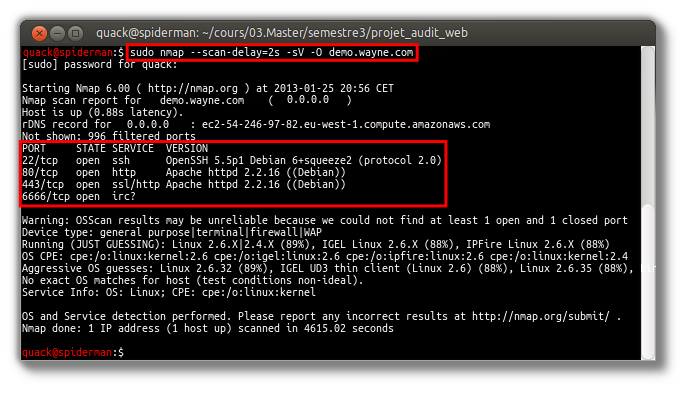 quack@spiderman: ~/cours/03.Master/semestre3/projet_audit_web
quack@spiderman:$ sudo nmap --scan-delay=2s -sV -O demo.wayne.com
[sudo] password for quack:
Starting Nmap 6.00 ( http://nmap.org ) at 2013-01-25 20:56 CET
Nmap scan report for demo.wayne.com ( 0.0.0.0 )
Host is up (0.88s latency).
rDNS record for 0.0.0.0 : ec2-54-246-97-82.eu-west-1.compute.amazonaws.com
Not shown: 996 filtered ports
PORT STATE SERVICE VERSION
22/tcp open ssh OpenSSH 5.5p1 Debian 6+squeeze2 (protocol 2.0)
80/tcp open http Apache httpd 2.2.16 ((Debian))
443/tcp open ssl/http Apache httpd 2.2.16 ((Debian))
6666/tcp open irc?
Warning: OSScan results may be unreliable because we could not find at least 1 open and 1 closed port
Device type: general purpose|terminal|firewall|WAP
Running (JUST GUESSING): Linux 2.6.X|2.4.X (89%), IGEL Linux 2.6.X (88%), IPFire Linux 2.6.X (88%)
OS CPE: cpe:/o:linux:kernel:2.6 cpe:/o:igel:linux:2.6 cpe:/o:ipfire:linux:2.6 cpe:/o:linux:kernel:2.4
Aggressive OS guesses: Linux 2.6.32 (89%), IGEL UD3 thin client (Linux 2.6) (88%), Linux 2.6.35 (88%),
No exact OS matches for host (test conditions non-ideal).
Service Info: OS: Linux; CPE: cpe:/o:linux:kernel
OS and Service detection performed. Please report any incorrect results at http://nmap.org/submit/ .
Nmap done: 1 IP address (1 host up) scanned in 4615.02 seconds
quack@spiderman:$